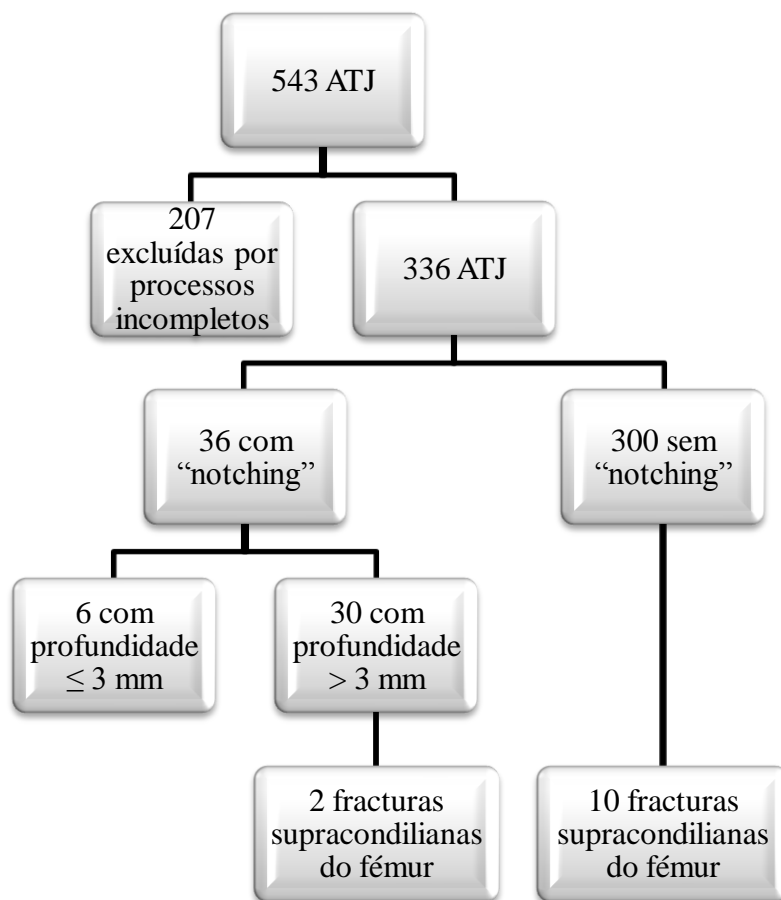 543 ATJ
207
excluídas por
processos
incompletos
336 ATJ
36 com
“notching”
300 sem
“notching”
6 com
profundidade
≤ 3 mm
30 com
profundidade
> 3 mm
2 fracturas
supracondilianas
do fémur
10 fracturas
supracondilianas
do fémur